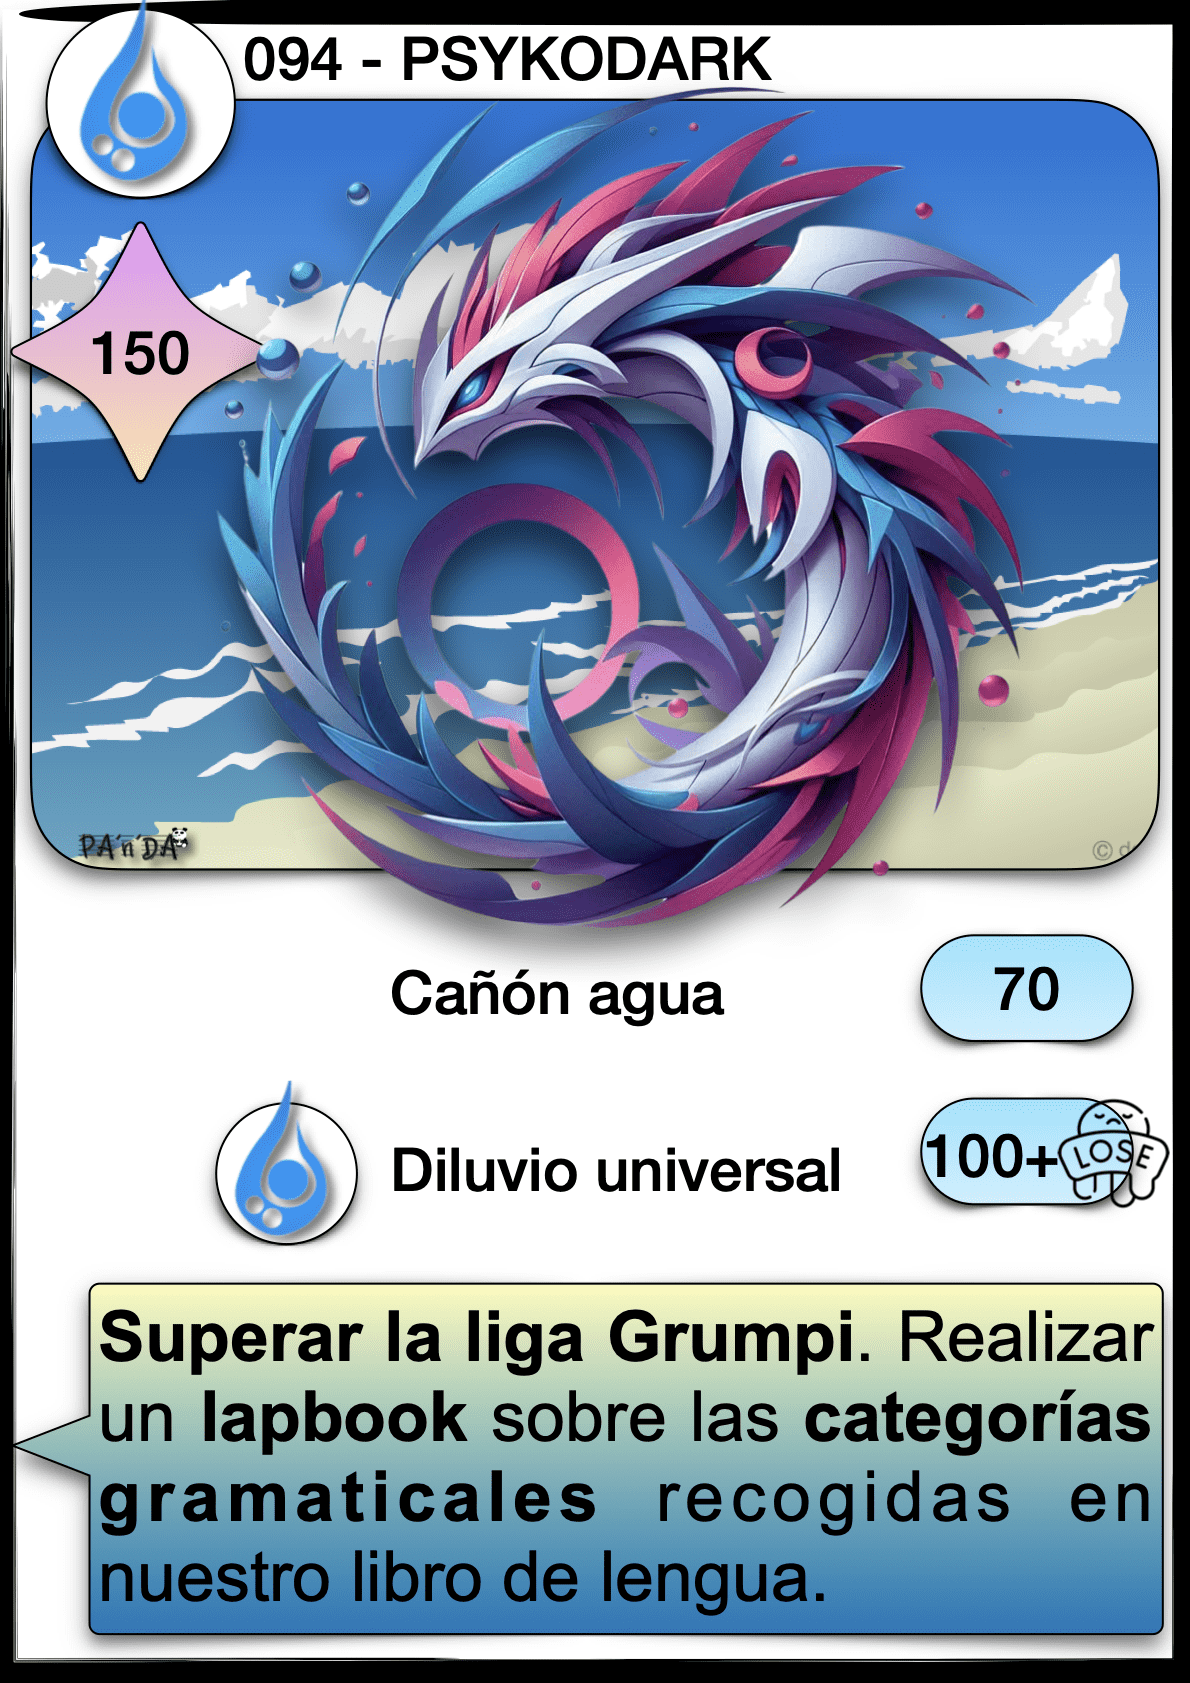 094 - PSYKODARK
150
PA'n'DA
Cañón agua
70
Diluvio universal
100+
LOSE
Superar la liga Grumpi. Realizar
un lapbook sobre las categorías
gramaticales recogidas en
nuestro libro de lengua.